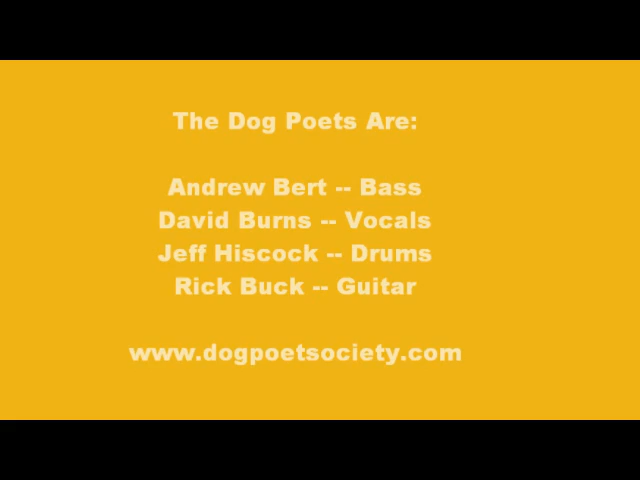 The Dog Poets Are:
Andrew Bert -- Bass
David Burns -- Vocals
Jeff Hiscock -- Drums
Rick Buck -- Guitar
www.dogpoetsociety.com